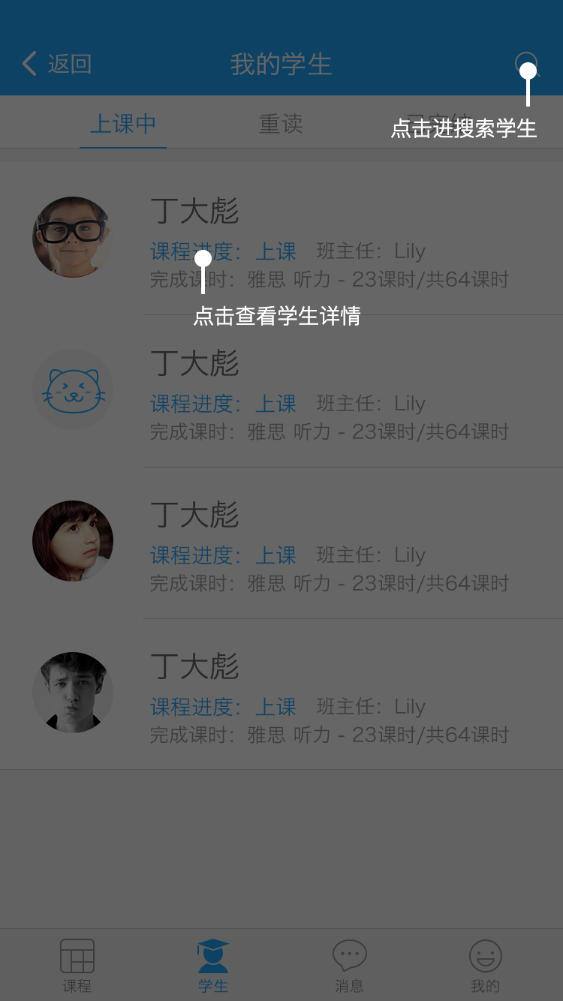 返回
我的学生
上课中
重读
点击进搜索学生
丁大彪
课程进度：上课 班主任：Lily
完成课时：雅思 听力 - 23课时/共64课时
点击查看学生详情
丁大彪
课程进度：上课 班主任：Lily
完成课时：雅思 听力 - 23课时/共64课时
丁大彪
课程进度：上课 班主任：Lily
完成课时：雅思 听力 - 23课时/共64课时
丁大彪
课程进度：上课 班主任：Lily
完成课时：雅思 听力 - 23课时/共64课时
课程
学生
消息
我的